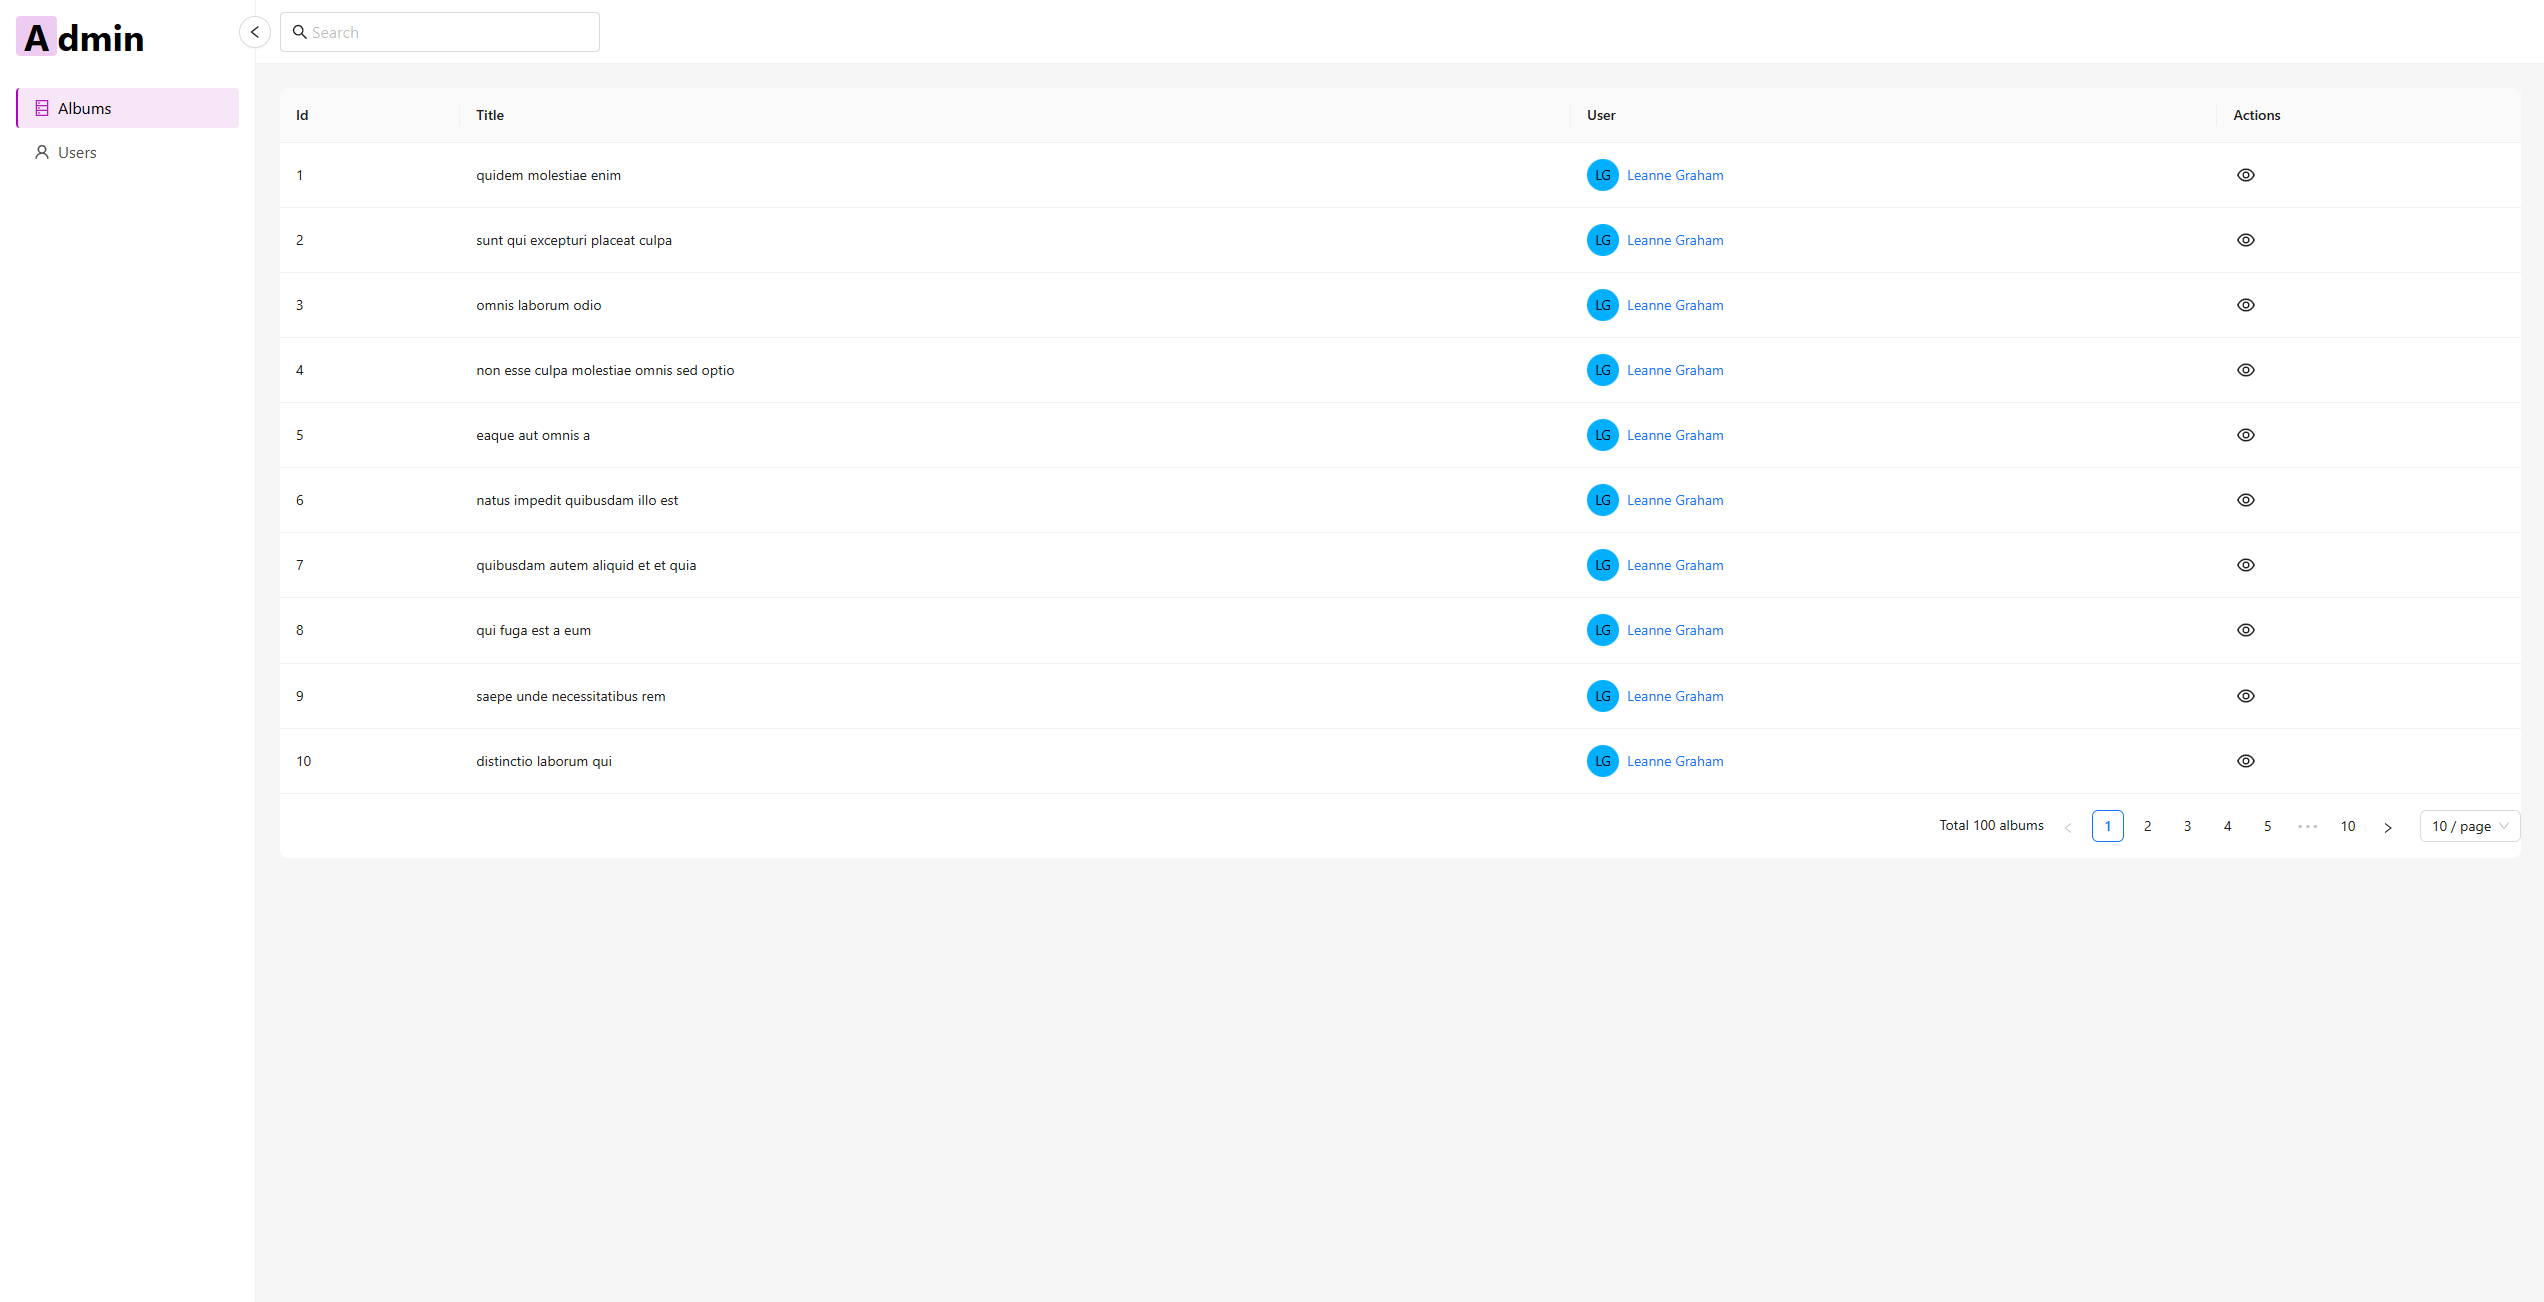 Admin
Search
Albums
Users
Id Title User Actions
1 quidem molestiae enim LG Leanne Graham
2 sunt qui excepturi placeat culpa LG Leanne Graham
3 omnis laborum odio LG Leanne Graham
4 non esse culpa molestiae omnis sed optio LG Leanne Graham
5 eaque aut omnis a LG Leanne Graham
6 natus impedit quibusdam illo est LG Leanne Graham
7 quibusdam autem aliquid et et quia LG Leanne Graham
8 qui fuga est a eum LG Leanne Graham
9 saepe unde necessitatibus rem LG Leanne Graham
10 distinctio laborum qui LG Leanne Graham
Total 100 albums 1 2 3 4 5 ••• 10 10 / page